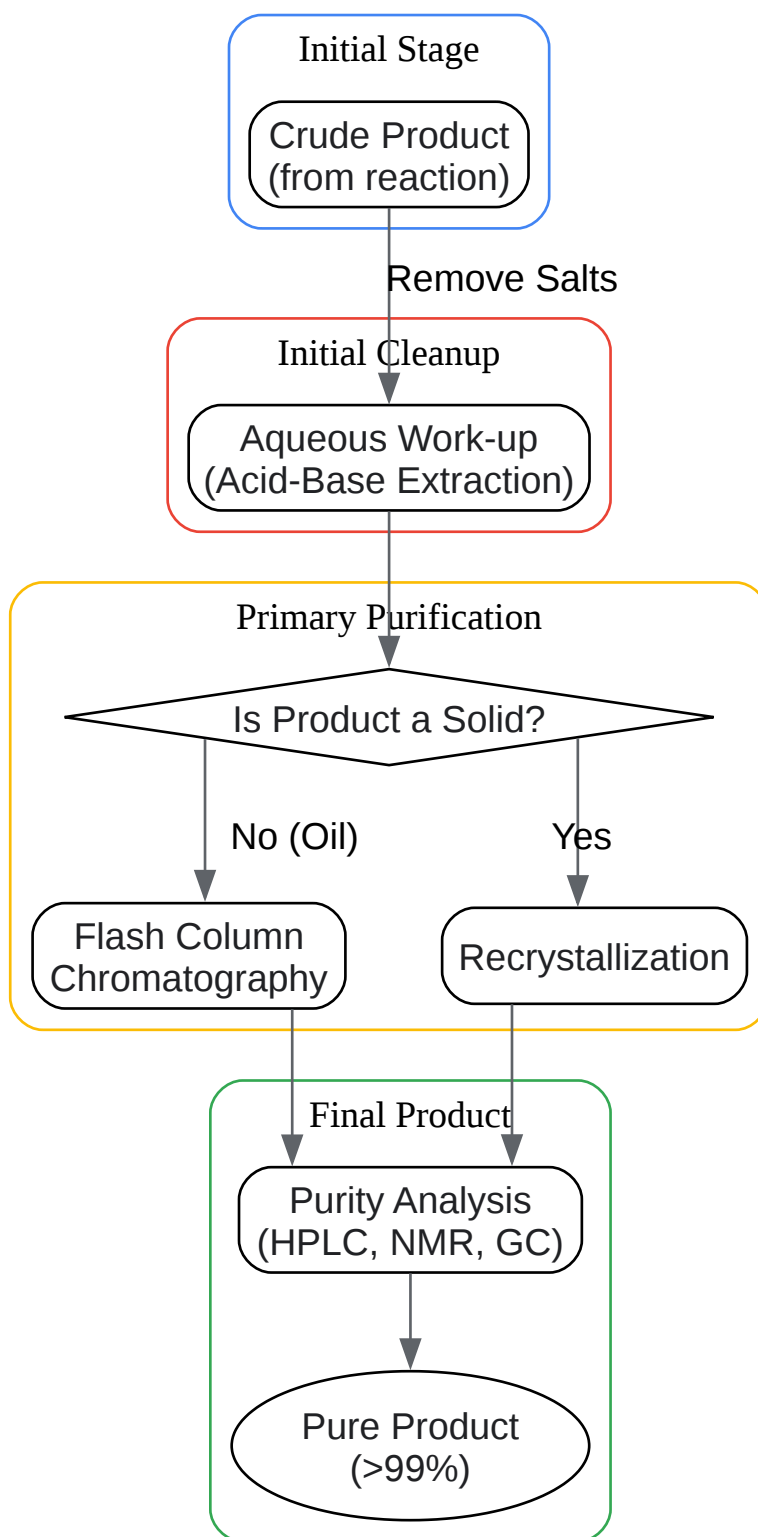 Initial Stage
Crude Product
(from reaction)
Remove Salts
Initial Cleanup
Aqueous Work-up
(Acid-Base Extraction)
Primary Purification
Is Product a Solid?
No (Oil)
Yes
Flash Column
Chromatography
Recrystallization
Final Product
Purity Analysis
(HPLC, NMR, GC)
Pure Product
(>99%)